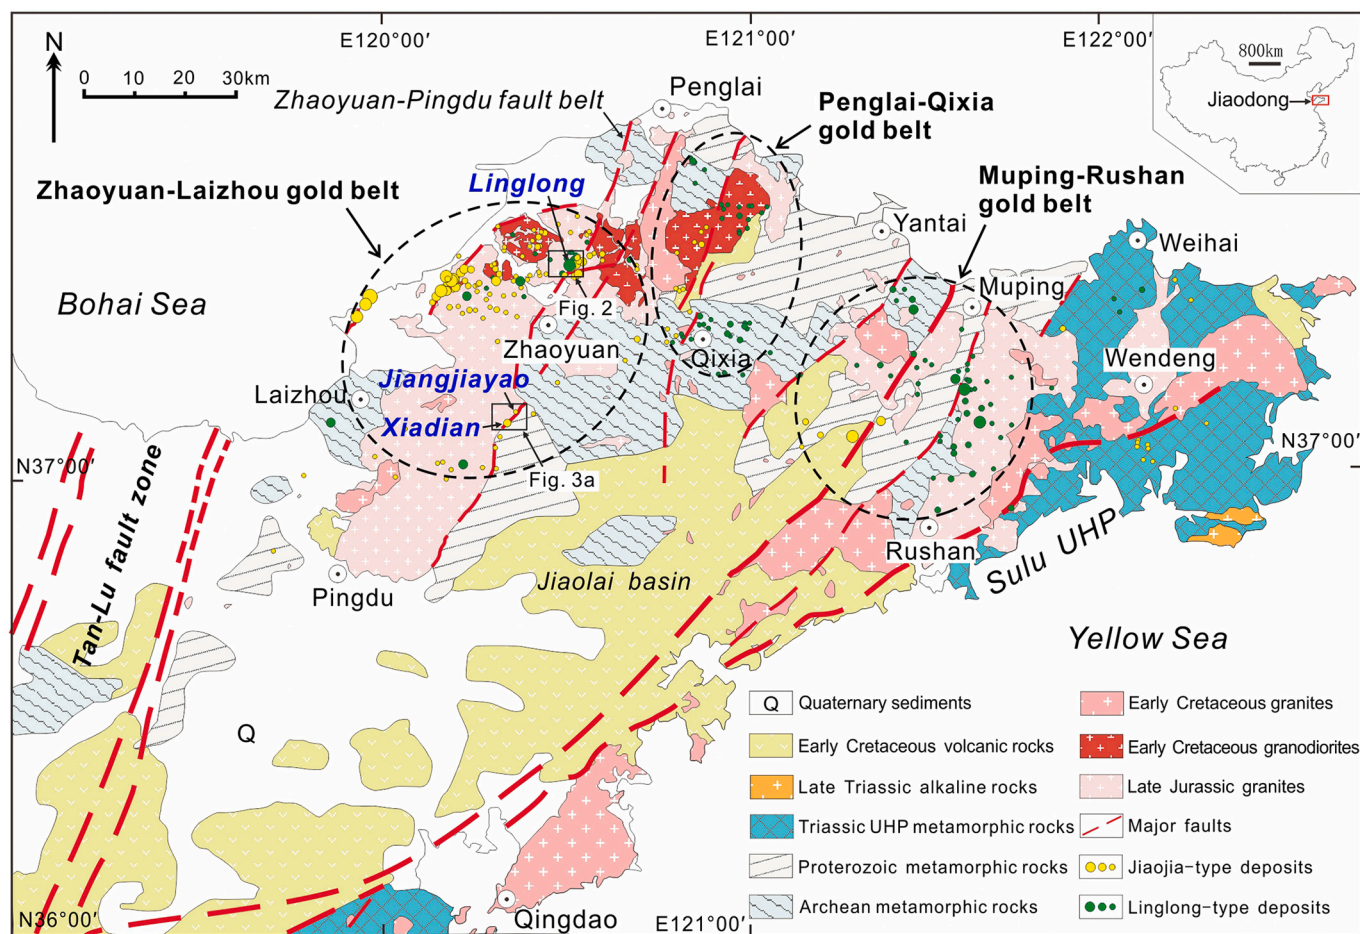 E120°00′
E121°00′
E122°00′
N
0 10 20 30km
800km
Jiaodong
Penglai
Zhaoyuan-Pingdu fault belt
Penglai-Qixia
gold belt
Zhaoyuan-Laizhou gold belt
Linglong
Muping-Rushan
gold belt
Yantai
Weihai
Bohai Sea
Muping
Fig. 2
Zhaoyuan
Qixia
Wendeng
Jiangjiayao
Laizhou
Xiadian
N37°00′
N37°00′
Fig. 3a
Tan-Lu fault zone
Rushan
Sulu UHP
Jiaolai basin
Pingdu
Yellow Sea
Q
Q Quaternary sediments
Early Cretaceous volcanic rocks
Late Triassic alkaline rocks
Triassic UHP metamorphic rocks
Proterozoic metamorphic rocks
Archean metamorphic rocks
Early Cretaceous granites
Early Cretaceous granodiorites
Late Jurassic granites
Major faults
Jiaojia-type deposits
Linglong-type deposits
Qingdao
N36°00′
E121°00′